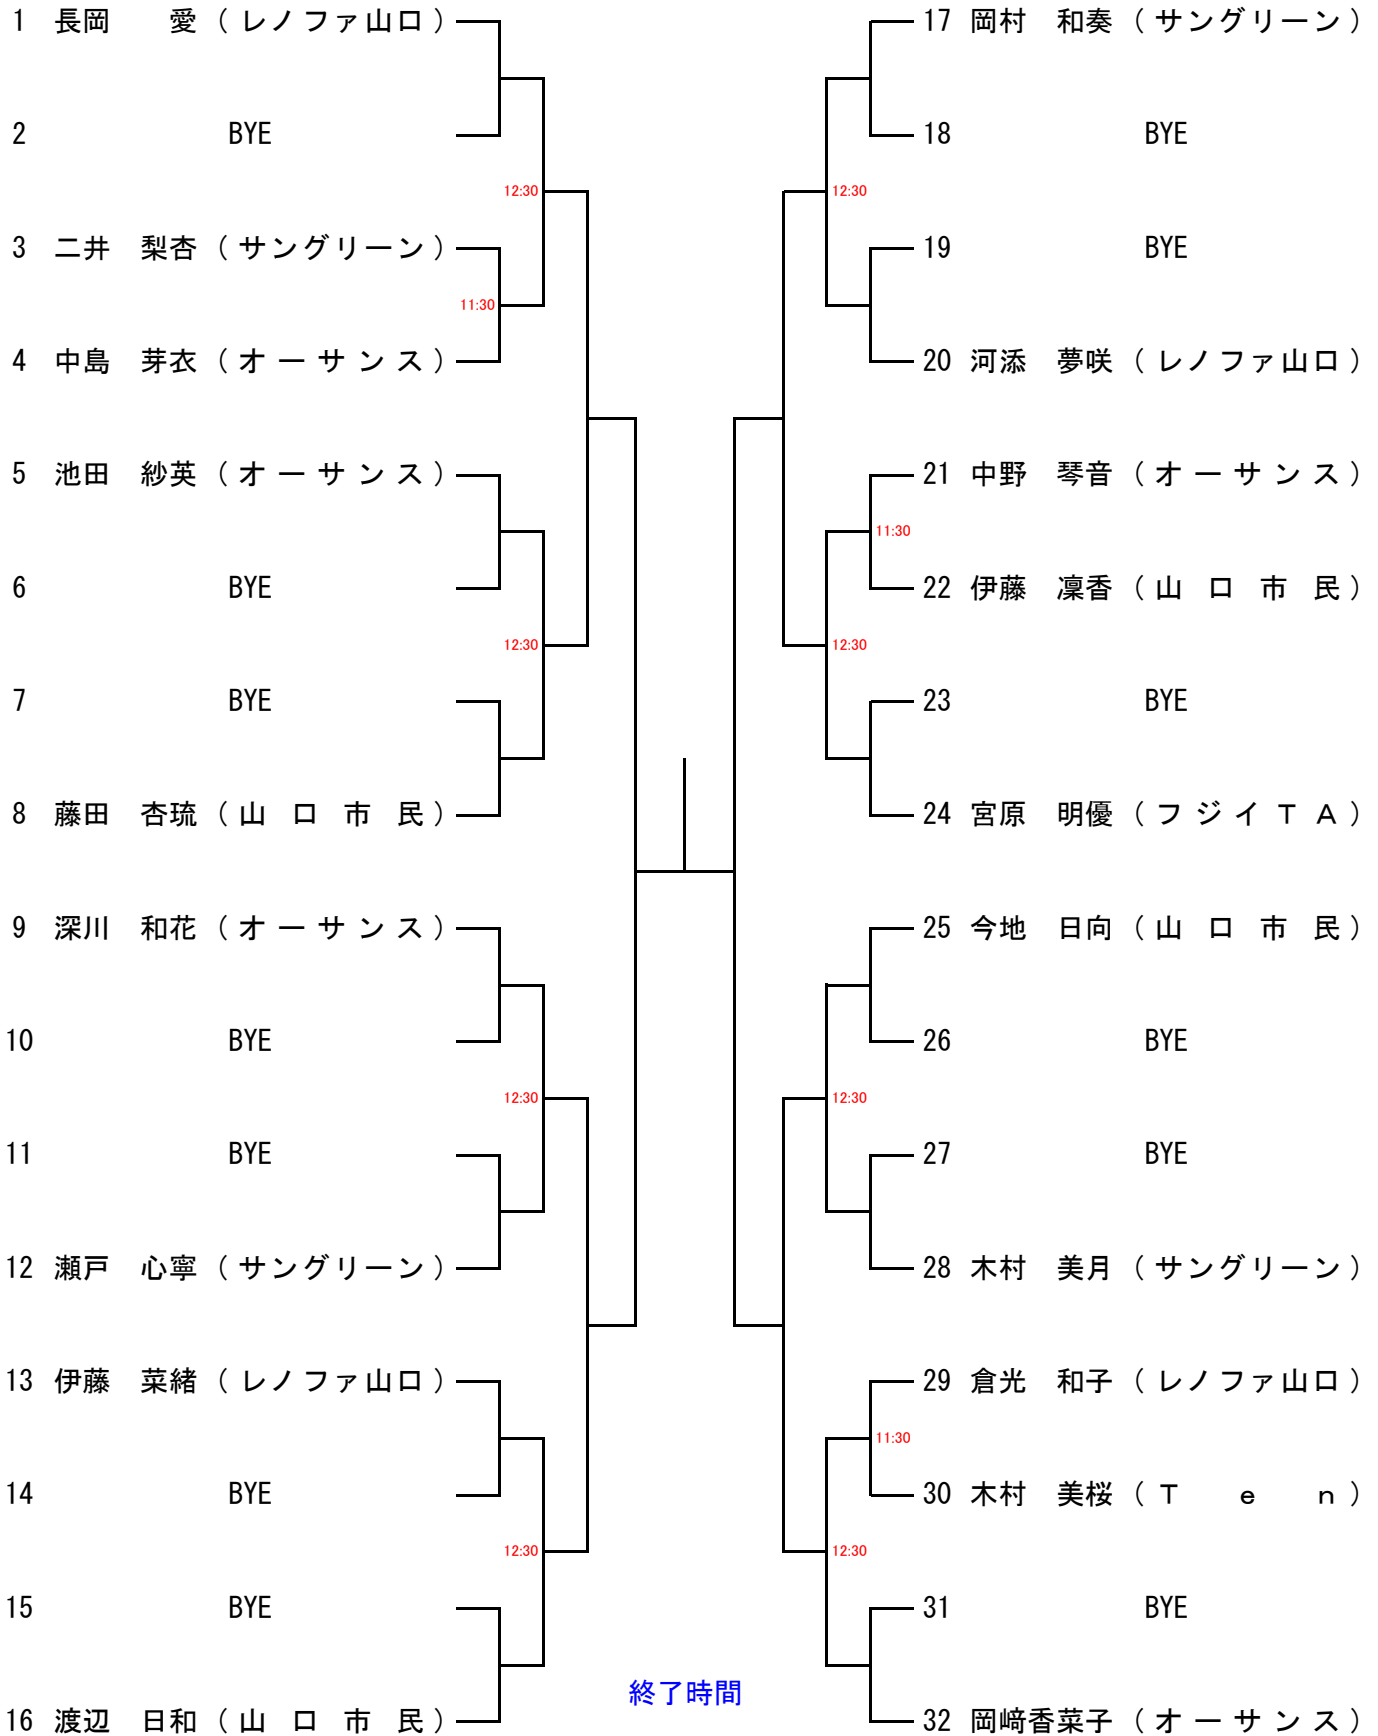 1 長岡　愛（レノファ山口）
2 BYE
12:30
3 二井　梨杏（サングリーン）
11:30
4 中島　芽衣（オーサンス）
5 池田　紗英（オーサンス）
6 BYE
12:30
7 BYE
8 藤田　杏琉（山口市民）
9 深川　和花（オーサンス）
10 BYE
12:30
11 BYE
12 瀬戸　心寧（サングリーン）
13 伊藤　菜緒（レノファ山口）
14 BYE
12:30
15 BYE
16 渡辺　日和（山口市民）
17 岡村　和奏（サングリーン）
18 BYE
12:30
19 BYE
20 河添　夢咲（レノファ山口）
21 中野　琴音（オーサンス）
11:30
22 伊藤　凜香（山口市民）
12:30
23 BYE
24 宮原　明優（フジイＴＡ）
25 今地　日向（山口市民）
26 BYE
12:30
27 BYE
28 木村　美月（サングリーン）
29 倉光　和子（レノファ山口）
11:30
30 木村　美桜（Ｔｅｎ）
12:30
31 BYE
32 岡﨑香菜子（オーサンス）
終了時間